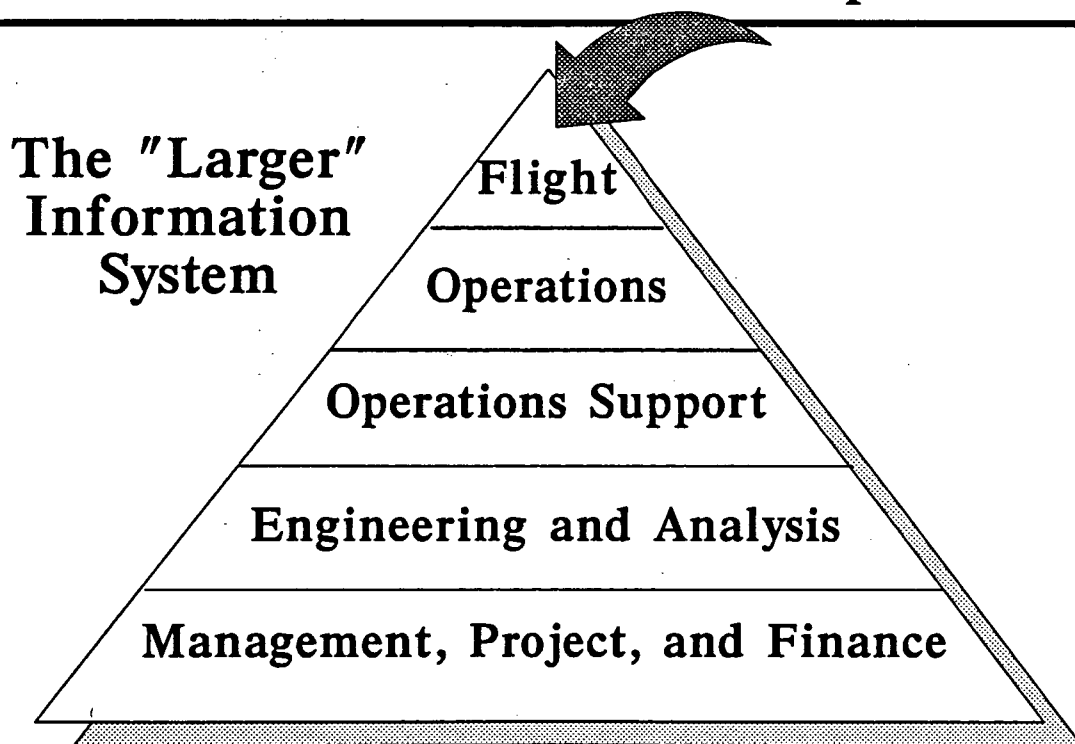 The "Larger"
Information
System
Flight
Operations
Operations Support
Engineering and Analysis
Management, Project, and Finance